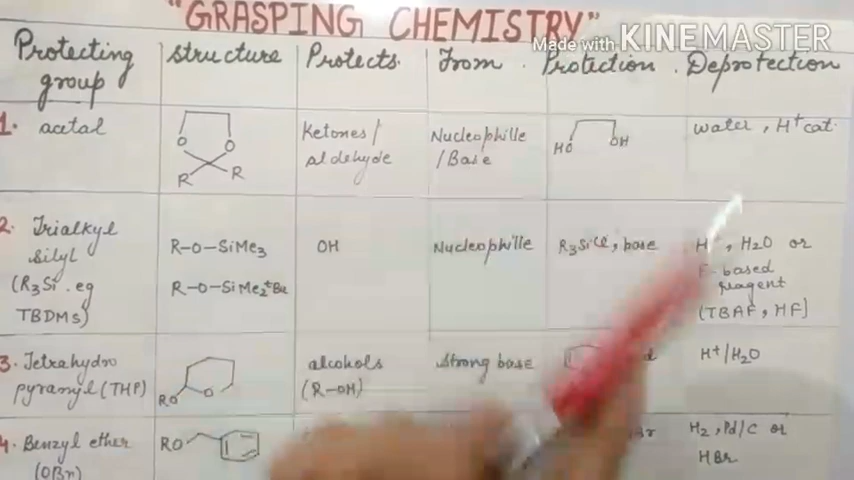 "GRASPING CHEMISTRY"
Made with KINEMASTER
Protecting group
Structure
Protects
From
Protection
Deprotection
1. acetal
O O
R R
Ketones/
aldehyde
Nucleophille
/Base
HO OH
water, H+ cat.
2. Trialkyl
silyl
(R3Si. eg
TBDMs)
R-O-SiMe3
R-O-SiMe2tBu
OH
Nucleophille
R3SiCl, base
, H2O or
F-based
reagent
(TBAF, HF)
3. Tetrahydro
pyranyl (THP)
RO O
alcohols
(R-OH)
strong base
H+/H2O
4. Benzyl ether
(OBn)
RO
H2, Pd/C or
HBr